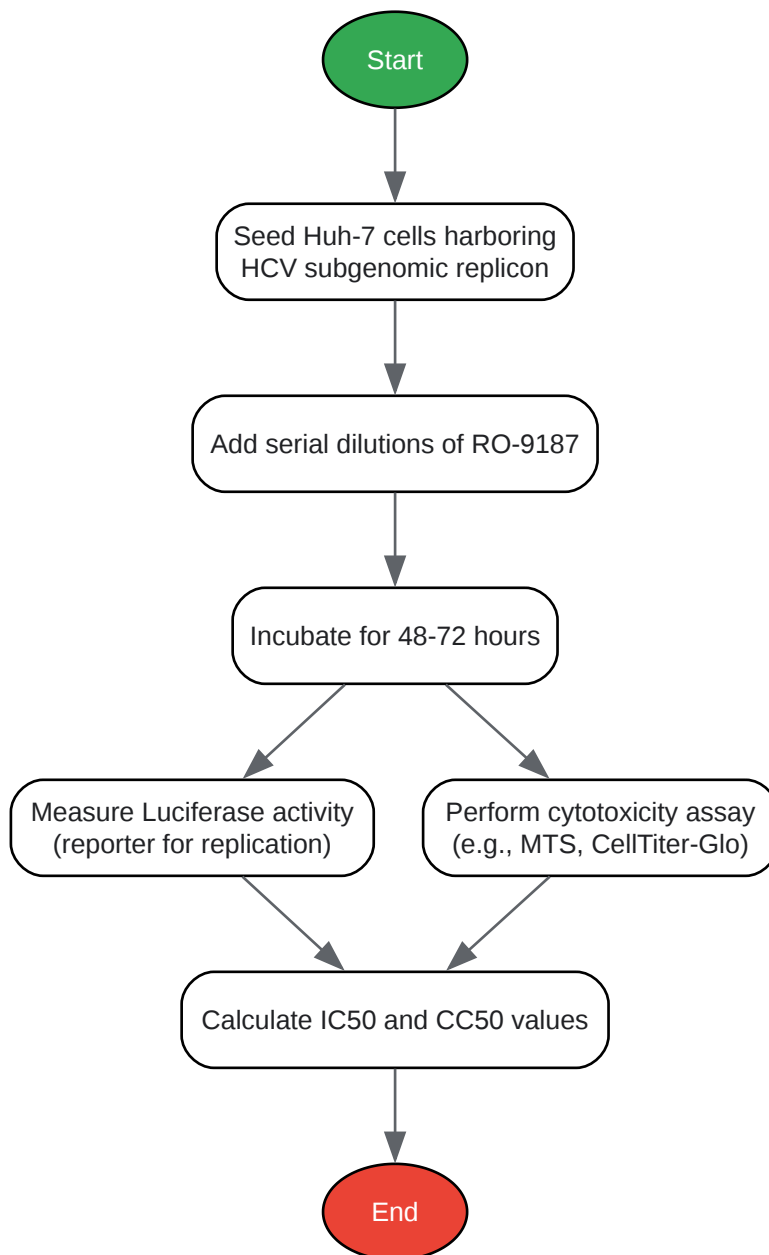 Start
Seed Huh-7 cells harboring
HCV subgenomic replicon
Add serial dilutions of RO-9187
Incubate for 48-72 hours
Measure Luciferase activity
(reporter for replication)
Perform cytotoxicity assay
(e.g., MTS, CellTiter-Glo)
Calculate IC50 and CC50 values
End